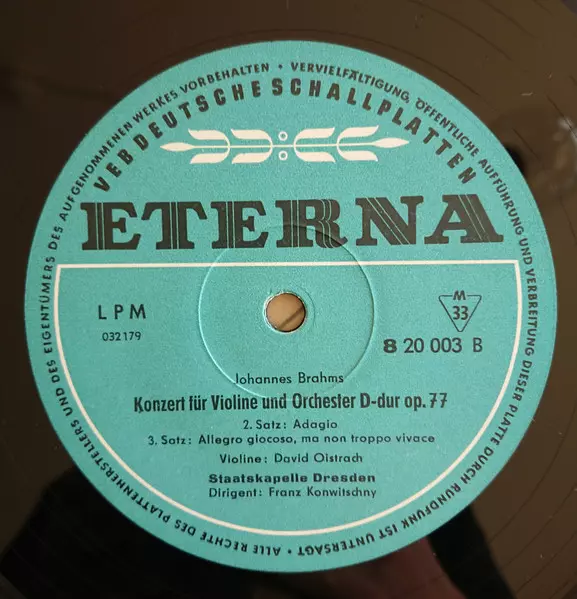 ALLE RECHTE DES PLATTENHERSTELLERS UND DES EIGENTÜMERS DES AUFGENOMMENEN WERKES VORBEHALTEN · VERVIELFÄLTIGUNG, ÖFFENTLICHE AUFFÜHRUNG UND VERBREITUNG DIESER PLATTE DURCH RUNDFUNK IST UNTERSAGT ·
VEB DEUTSCHE SCHALLPLATTEN
ETERNA
LPM
032179
M
33
8 20 003 B
Johannes Brahms
Konzert für Violine und Orchester D-dur op. 77
2. Satz: Adagio
3. Satz: Allegro giocoso, ma non troppo vivace
Violine: David Oistrach
Staatskapelle Dresden
Dirigent: Franz Konwitschny